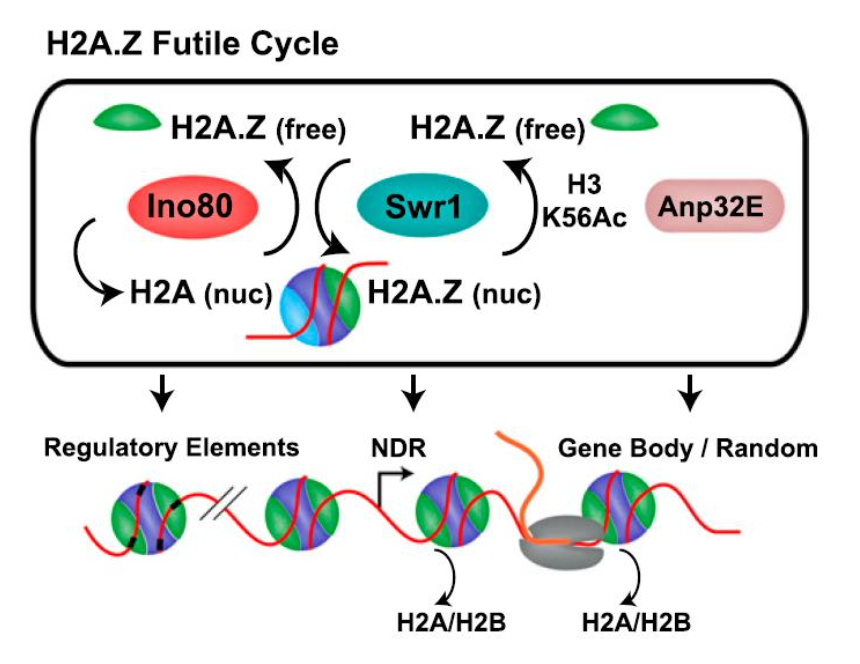 H2A.Z Futile Cycle
H2A.Z (free)
H2A.Z (free)
Ino80
Swr1
H3
K56Ac
Anp32E
H2A (nuc)
H2A.Z (nuc)
Regulatory Elements
NDR
Gene Body / Random
H2A/H2B
H2A/H2B